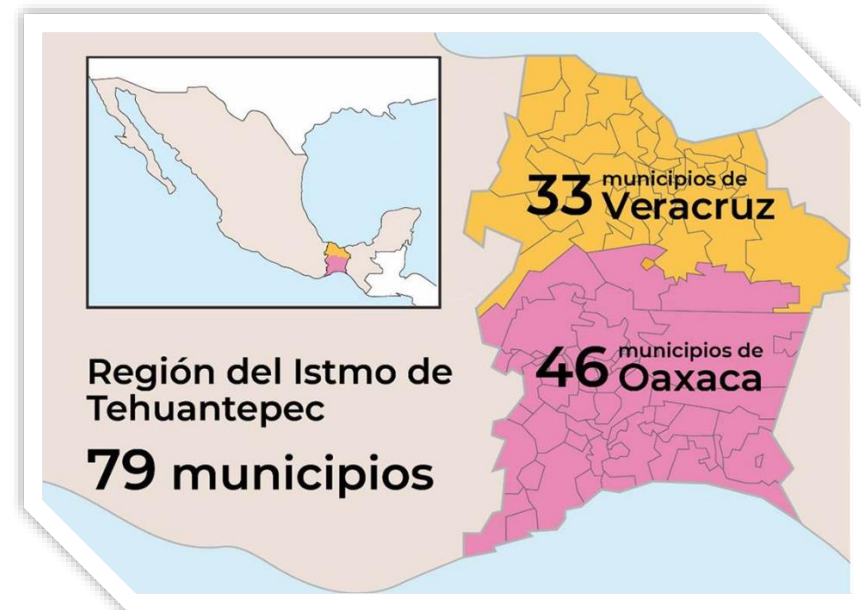 33 municipios de
Veracruz
46 municipios de
Oaxaca
Región del Istmo de
Tehuantepec
79 municipios